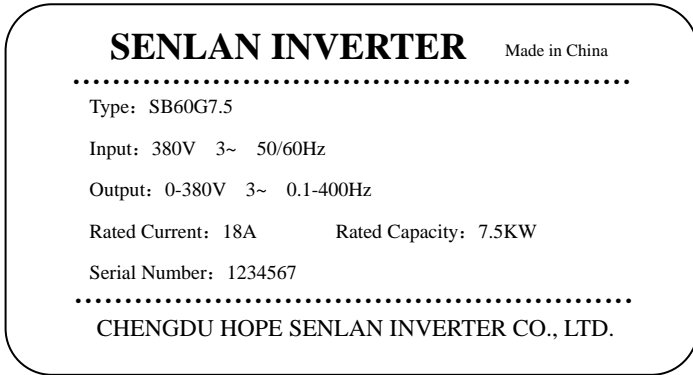 SENLAN INVERTER Made in China
Type：SB60G7.5
Input：380V 3~ 50/60Hz
Output：0-380V 3~ 0.1-400Hz
Rated Current：18A Rated Capacity：7.5KW
Serial Number：1234567
CHENGDU HOPE SENLAN INVERTER CO., LTD.